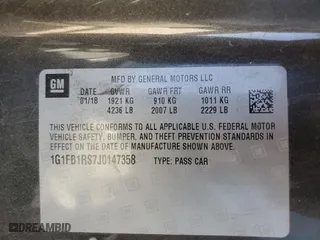 GM
MFD BY GENERAL MOTORS LLC
DATE GVWR GAWR FRT GAWR RR
01/18 1921 KG 910 KG 1011 KG
4236 LB 2007 LB 2229 LB
THIS VEHICLE CONFORMS TO ALL APPLICABLE U.S. FEDERAL MOTOR
VEHICLE SAFETY, BUMPER, AND THEFT PREVENTION STANDARDS IN
EFFECT ON THE DATE OF MANUFACTURE SHOWN ABOVE.
1G1FB1RS7J0147358 TYPE: PASS CAR
DREAMBID